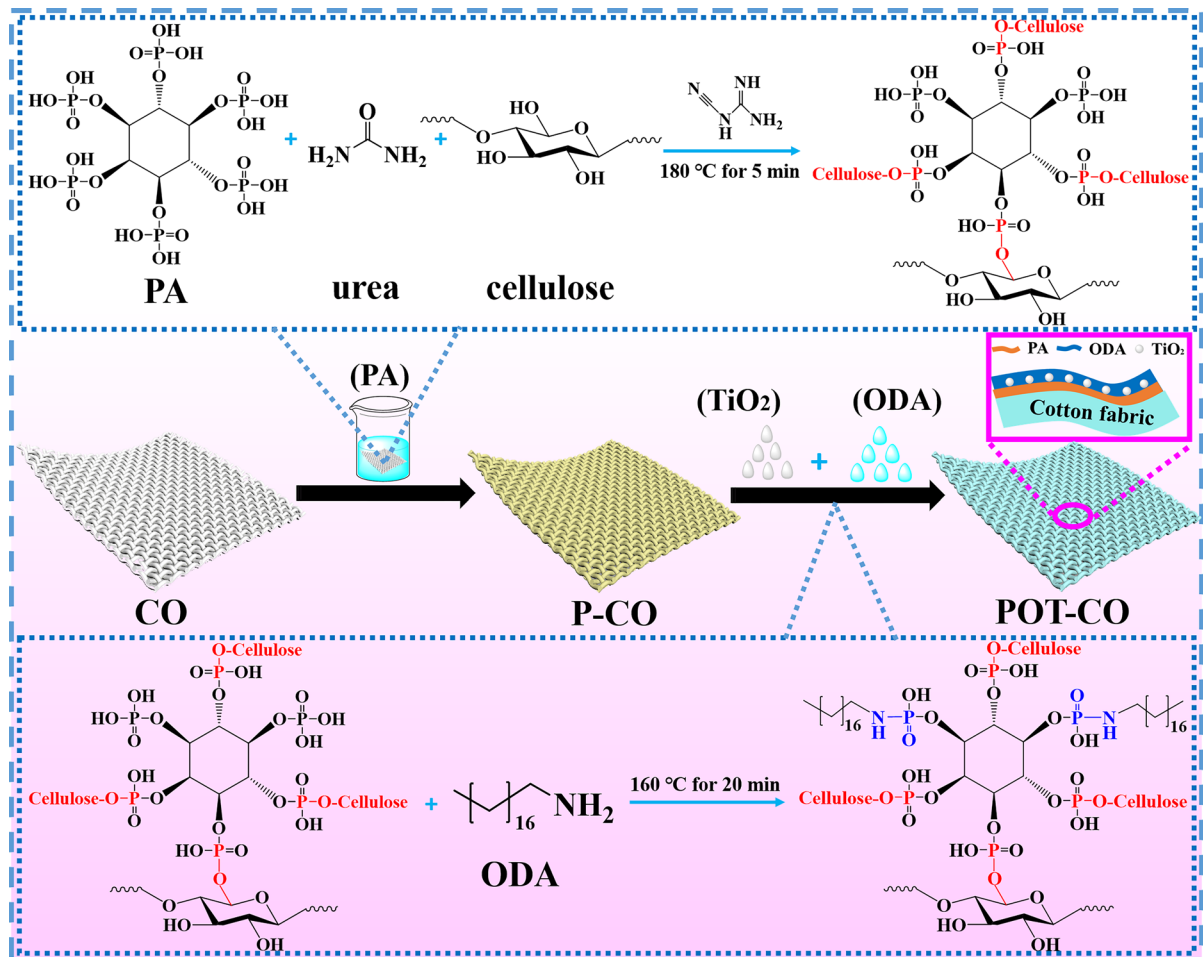 OH
O=P-OH
O
OH
HO-P-O
O
O
O-P-OH
OH
OH
HO-P-O
O
O
O-P-OH
OH
O
HO-P=O
OH
PA
+
O
H₂N NH₂
urea
+
HO
O
O
HO
OH
cellulose
N
NH
N
H
NH₂
180 °C for 5 min
O-Cellulose
O=P-OH
O
OH
HO-P-O
O
O
O-P-OH
OH
OH
Cellulose-O-P-O
O
O
O-P-O-Cellulose
OH
O
HO-P=O
O
O
O
HO
OH
(PA)
(TiO₂)
+
(ODA)
PA ODA TiO₂
Cotton fabric
CO
P-CO
POT-CO
O-Cellulose
O=P-OH
O
OH
HO-P-O
O
O
O-P-OH
OH
OH
Cellulose-O-P-O
O
O
O-P-O-Cellulose
OH
O
HO-P=O
O
O
O
HO
OH
+
16
NH₂
ODA
160 °C for 20 min
O-Cellulose
O=P-OH
O
16
N
H
OH
P-O
O
O
O-P
OH
N
H
16
OH
Cellulose-O-P-O
O
O
O-P-O-Cellulose
OH
O
HO-P=O
O
O
O
HO
OH